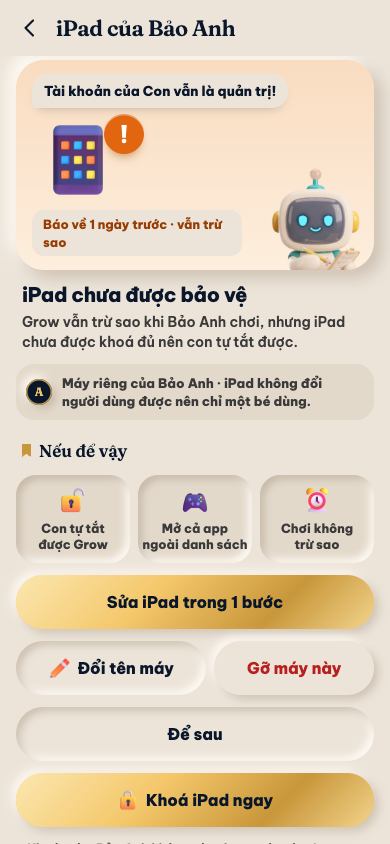 iPad của Bảo Anh
Tài khoản của Con vẫn là quản trị!
!
Báo về 1 ngày trước · vẫn trừ
sao
iPad chưa được bảo vệ
Grow vẫn trừ sao khi Bảo Anh chơi, nhưng iPad
chưa được khoá đủ nên con tự tắt được.
A
Máy riêng của Bảo Anh · iPad không đổi
người dùng được nên chỉ một bé dùng.
Nếu để vậy
Con tự tắt
được Grow
Mở cả app
ngoài danh sách
Chơi không
trừ sao
Sửa iPad trong 1 bước
Đổi tên máy
Gỡ máy này
Để sau
Khoá iPad ngay